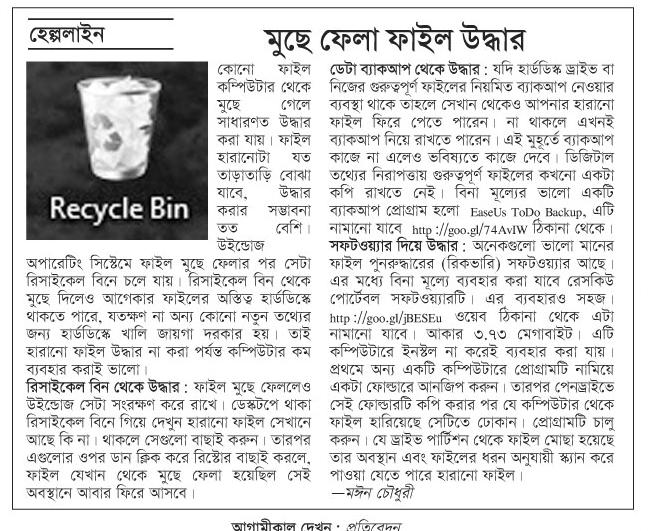 হেল্পলাইন
মুছে ফেলা ফাইল উদ্ধার
Recycle Bin
কোনো ফাইল
কম্পিউটার থেকে
মুছে গেলে
সাধারণত উদ্ধার
করা যায়। ফাইল
হারানোটা যত
তাড়াতাড়ি বোঝা
যাবে, উদ্ধার
করার সম্ভাবনা
তত বেশি।
উইন্ডোজ
অপারেটিং সিস্টেমে ফাইল মুছে ফেলার পর সেটা
রিসাইকেল বিনে চলে যায়। রিসাইকেল বিন থেকে
মুছে দিলেও আগেকার ফাইলের অস্তিত্ব হার্ডডিস্কে
থাকতে পারে, যতক্ষণ না অন্য কোনো নতুন তথ্যের
জন্য হার্ডডিস্কে খালি জায়গা দরকার হয়। তাই
হারানো ফাইল উদ্ধার না করা পর্যন্ত কম্পিউটার কম
ব্যবহার করাই ভালো।
রিসাইকেল বিন থেকে উদ্ধার : ফাইল মুছে ফেললেও
উইন্ডোজ সেটা সংরক্ষণ করে রাখে। ডেস্কটপে থাকা
রিসাইকেল বিনে গিয়ে দেখুন হারানো ফাইল সেখানে
আছে কি না। থাকলে সেগুলো বাছাই করুন। তারপর
এগুলোর ওপর ডান ক্লিক করে রিস্টোর বাছাই করলে,
ফাইল যেখান থেকে মুছে ফেলা হয়েছিল সেই
অবস্থানে আবার ফিরে আসবে।
ডেটা ব্যাকআপ থেকে উদ্ধার : যদি হার্ডডিস্ক ড্রাইভ বা
নিজের গুরুত্বপূর্ণ ফাইলের নিয়মিত ব্যাকআপ নেওয়ার
ব্যবস্থা থাকে তাহলে সেখান থেকেও আপনার হারানো
ফাইল ফিরে পেতে পারেন। না থাকলে এখনই
ব্যাকআপ নিয়ে রাখতে পারেন। এই মুহূর্তে ব্যাকআপ
কাজে না এলেও ভবিষ্যতে কাজে দেবে। ডিজিটাল
তথ্যের নিরাপত্তায় গুরুত্বপূর্ণ ফাইলের কখনো একটা
কপি রাখতে নেই। বিনা মূল্যের ভালো একটি
ব্যাকআপ প্রোগ্রাম হলো EaseUs ToDo Backup, এটি
নামানো যাবে http://goo.gl/74AvIW ঠিকানা থেকে।
সফটওয়্যার দিয়ে উদ্ধার : অনেকগুলো ভালো মানের
ফাইল পুনরুদ্ধারের (রিকভারি) সফটওয়্যার আছে।
এর মধ্যে বিনা মূল্যে ব্যবহার করা যাবে রেসকিউ
পোর্টেবল সফটওয়্যারটি। এর ব্যবহারও সহজ।
http://goo.gl/jBESEu ওয়েব ঠিকানা থেকে এটা
নামানো যাবে। আকার ৩.৭৩ মেগাবাইট। এটি
কম্পিউটারে ইনস্টল না করেই ব্যবহার করা যায়।
প্রথমে অন্য একটি কম্পিউটারে প্রোগ্রামটি নামিয়ে
একটা ফোল্ডারে আনজিপ করুন। তারপর পেনড্রাইভে
সেই ফোল্ডারটি কপি করার পর যে কম্পিউটার থেকে
ফাইল হারিয়েছে সেটিতে ঢোকান। প্রোগ্রামটি চালু
করুন। যে ড্রাইভ পার্টিশন থেকে ফাইল মোছা হয়েছে
তার অবস্থান এবং ফাইলের ধরন অনুযায়ী স্ক্যান করে
পাওয়া যেতে পারে হারানো ফাইল।
—মঈন চৌধুরী
আগামীকাল দেখুন : প্রতিবেদন